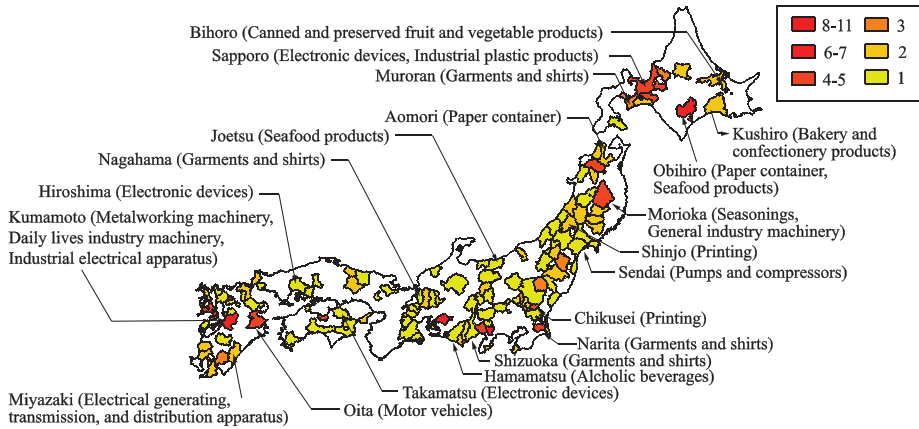 Bihoro (Canned and preserved fruit and vegetable products)
Sapporo (Electronic devices, Industrial plastic products)
Muroran (Garments and shirts)
Aomori (Paper container)
Joetsu (Seafood products)
Nagahama (Garments and shirts)
Hiroshima (Electronic devices)
Kumamoto (Metalworking machinery,
Daily lives industry machinery,
Industrial electrical apparatus)
8-11
6-7
4-5
3
2
1
Kushiro (Bakery and
confectionery products)
Obihiro (Paper container,
Seafood products)
Morioka (Seasonings,
General industry machinery)
Shinjo (Printing)
Sendai (Pumps and compressors)
Chikusei (Printing)
Narita (Garments and shirts)
Shizuoka (Garments and shirts)
Hamamatsu (Alcholic beverages)
Takamatsu (Electronic devices)
Oita (Motor vehicles)
Miyazaki (Electrical generating,
transmission, and distribution apparatus)